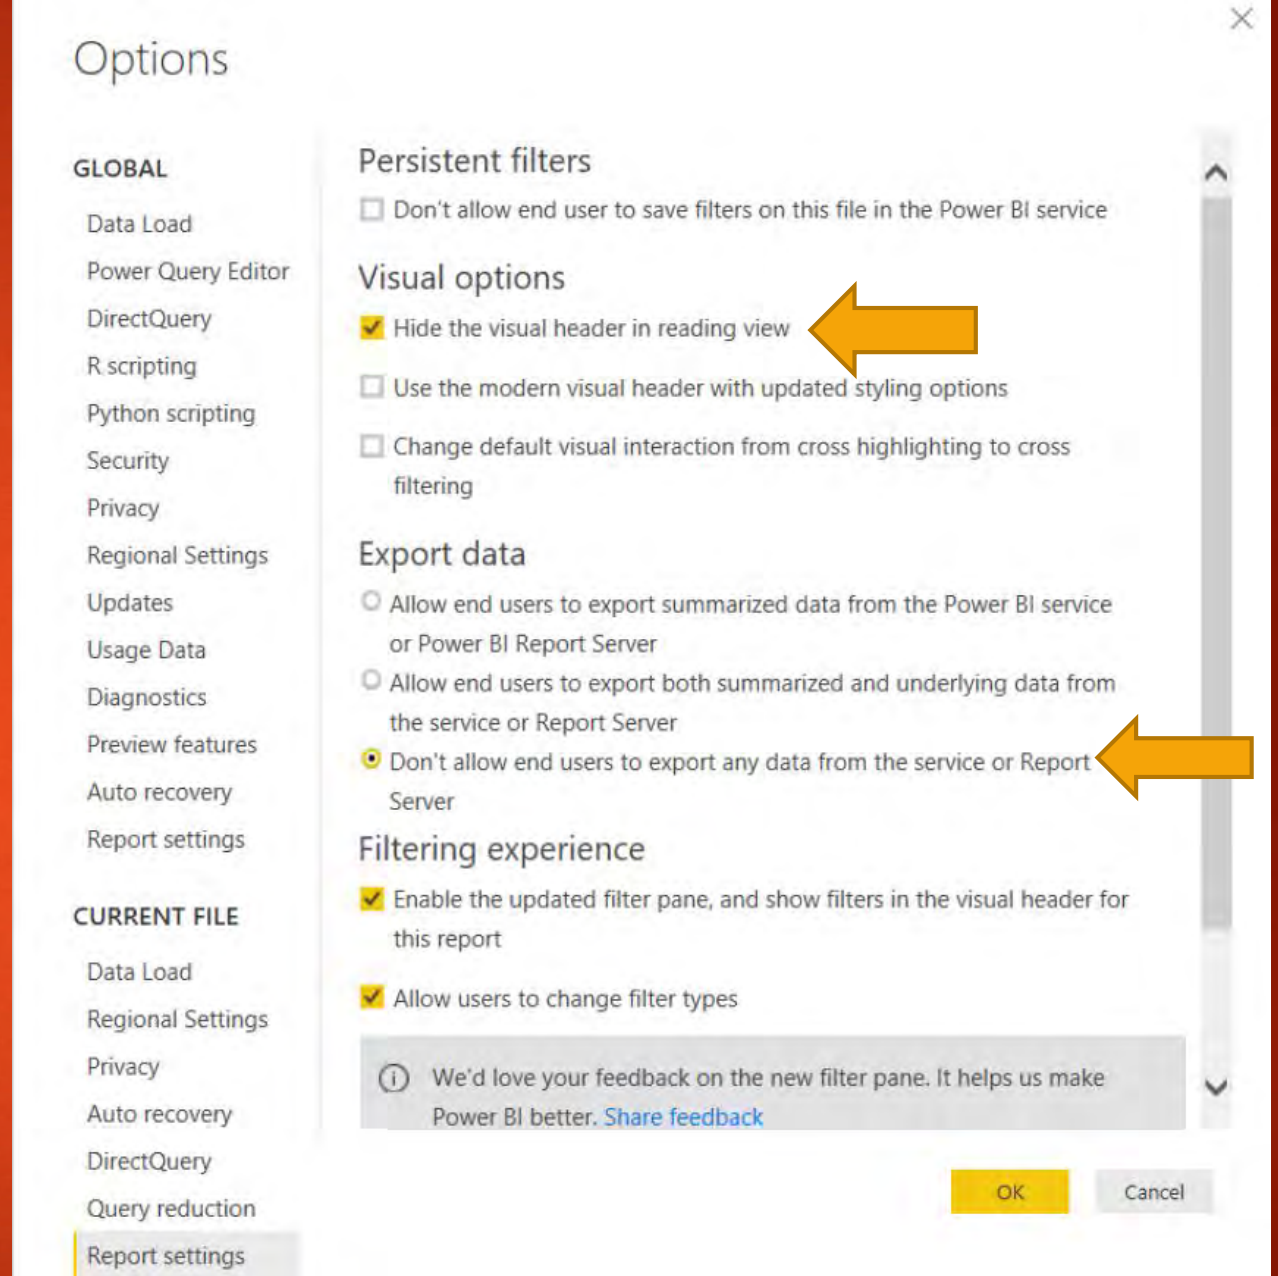 Options
GLOBAL
Data Load
Power Query Editor
DirectQuery
R scripting
Python scripting
Security
Privacy
Regional Settings
Updates
Usage Data
Diagnostics
Preview features
Auto recovery
Report settings
CURRENT FILE
Data Load
Regional Settings
Privacy
Auto recovery
DirectQuery
Query reduction
Report settings
Persistent filters
Don't allow end user to save filters on this file in the Power BI service
Visual options
Hide the visual header in reading view
Use the modern visual header with updated styling options
Change default visual interaction from cross highlighting to cross
filtering
Export data
Allow end users to export summarized data from the Power BI service
or Power BI Report Server
Allow end users to export both summarized and underlying data from
the service or Report Server
Don't allow end users to export any data from the service or Report
Server
Filtering experience
Enable the updated filter pane, and show filters in the visual header for
this report
Allow users to change filter types
We'd love your feedback on the new filter pane. It helps us make
Power BI better. Share feedback
OK
Cancel